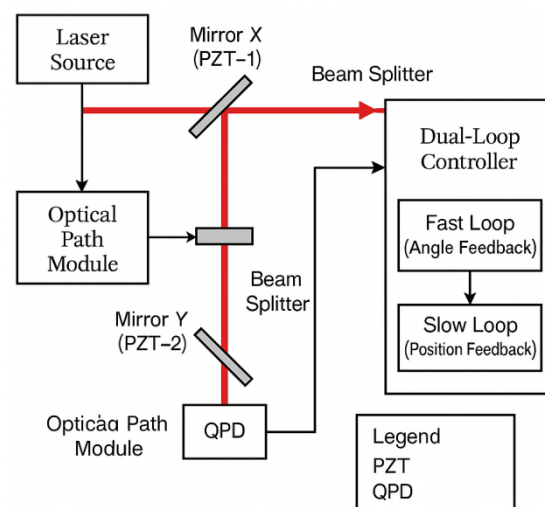 Laser
Source
Mirror X
(PZT–1)
Beam Splitter
Dual-Loop
Controller
Optical
Path
Module
Fast Loop
(Angle Feedback)
Beam
Splitter
Slow Loop
(Position Feedback)
Mirror Y
(PZT–2)
Opticȧɑ Path
Module
QPD
Legend
PZT
QPD